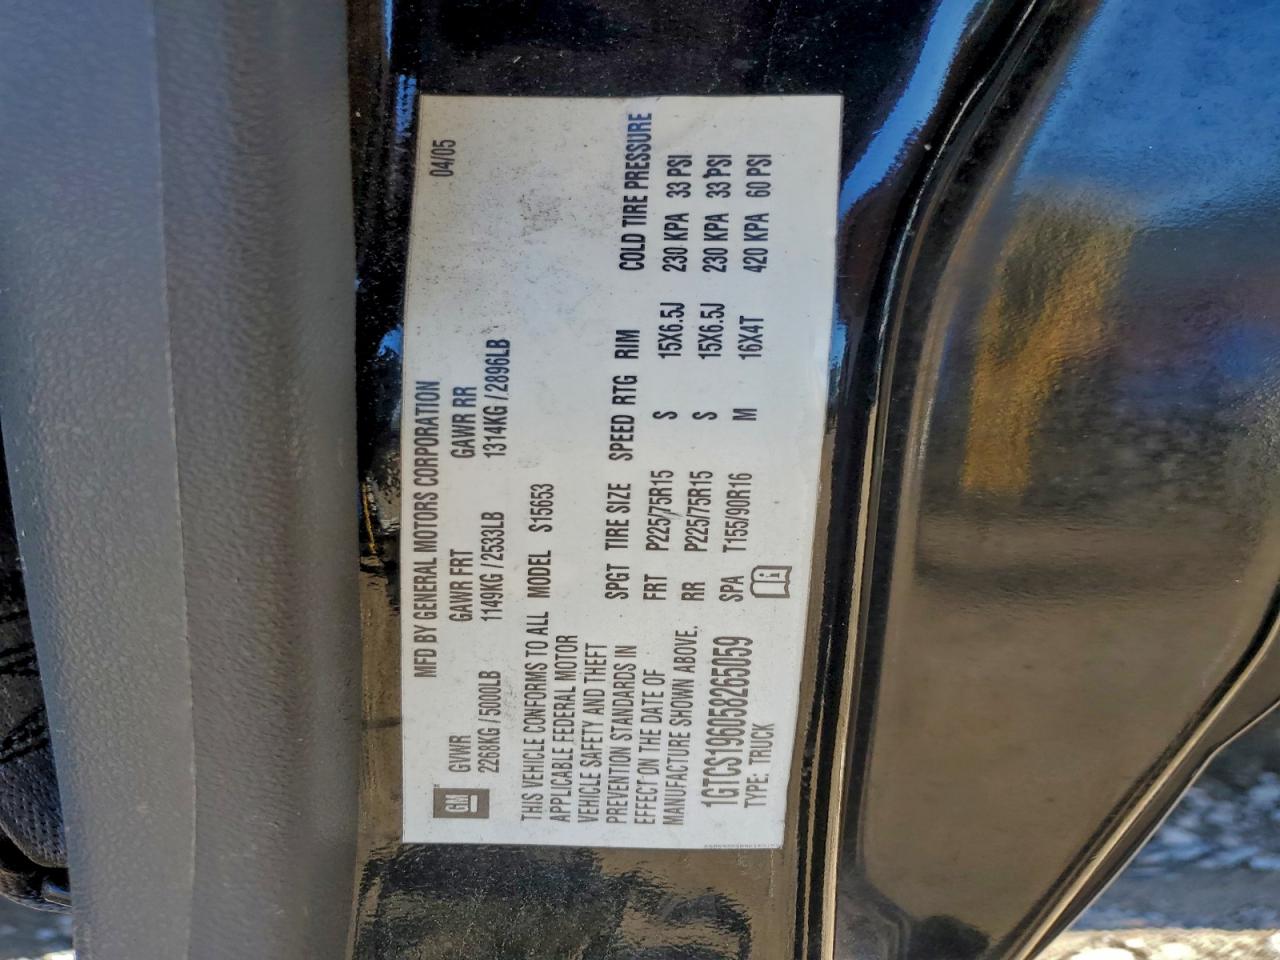 MFD BY GENERAL MOTORS CORPORATION 04/05
GM
GVWR GAWR FRT GAWR RR
2268KG / 5000LB 1149KG / 2533LB 1314KG / 2896LB
THIS VEHICLE CONFORMS TO ALL
APPLICABLE FEDERAL MOTOR
VEHICLE SAFETY AND THEFT
PREVENTION STANDARDS IN
EFFECT ON THE DATE OF
MANUFACTURE SHOWN ABOVE.
1GTCS196058265059
TYPE: TRUCK
MODEL S15653
SPGT TIRE SIZE SPEED RTG RIM COLD TIRE PRESSURE
FRT P225/75R15 S 15X6.5J 230 KPA 33 PSI
RR P225/75R15 S 15X6.5J 230 KPA 33 PSI
SPA T155/90R16 M 16X4T 420 KPA 60 PSI